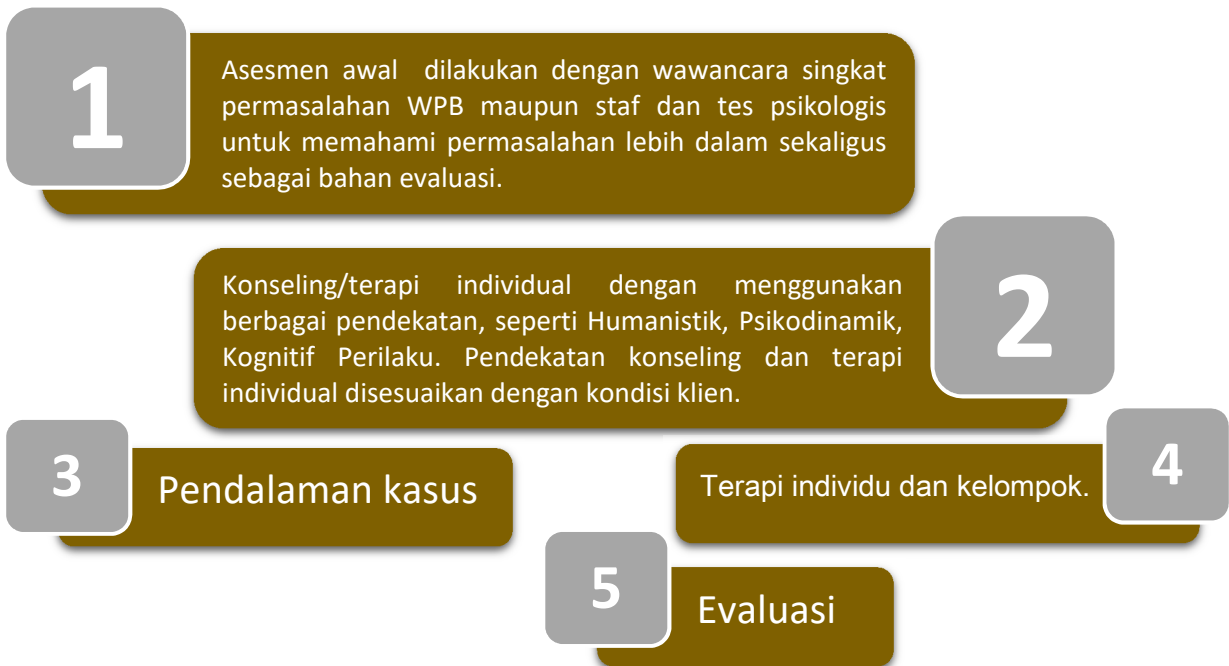 1
Asesmen awal dilakukan dengan wawancara singkat
permasalahan WPB maupun staf dan tes psikologis
untuk memahami permasalahan lebih dalam sekaligus
sebagai bahan evaluasi.
2
Konseling/terapi individual dengan menggunakan
berbagai pendekatan, seperti Humanistik, Psikodinamik,
Kognitif Perilaku. Pendekatan konseling dan terapi
individual disesuaikan dengan kondisi klien.
3
Pendalaman kasus
4
Terapi individu dan kelompok.
5
Evaluasi